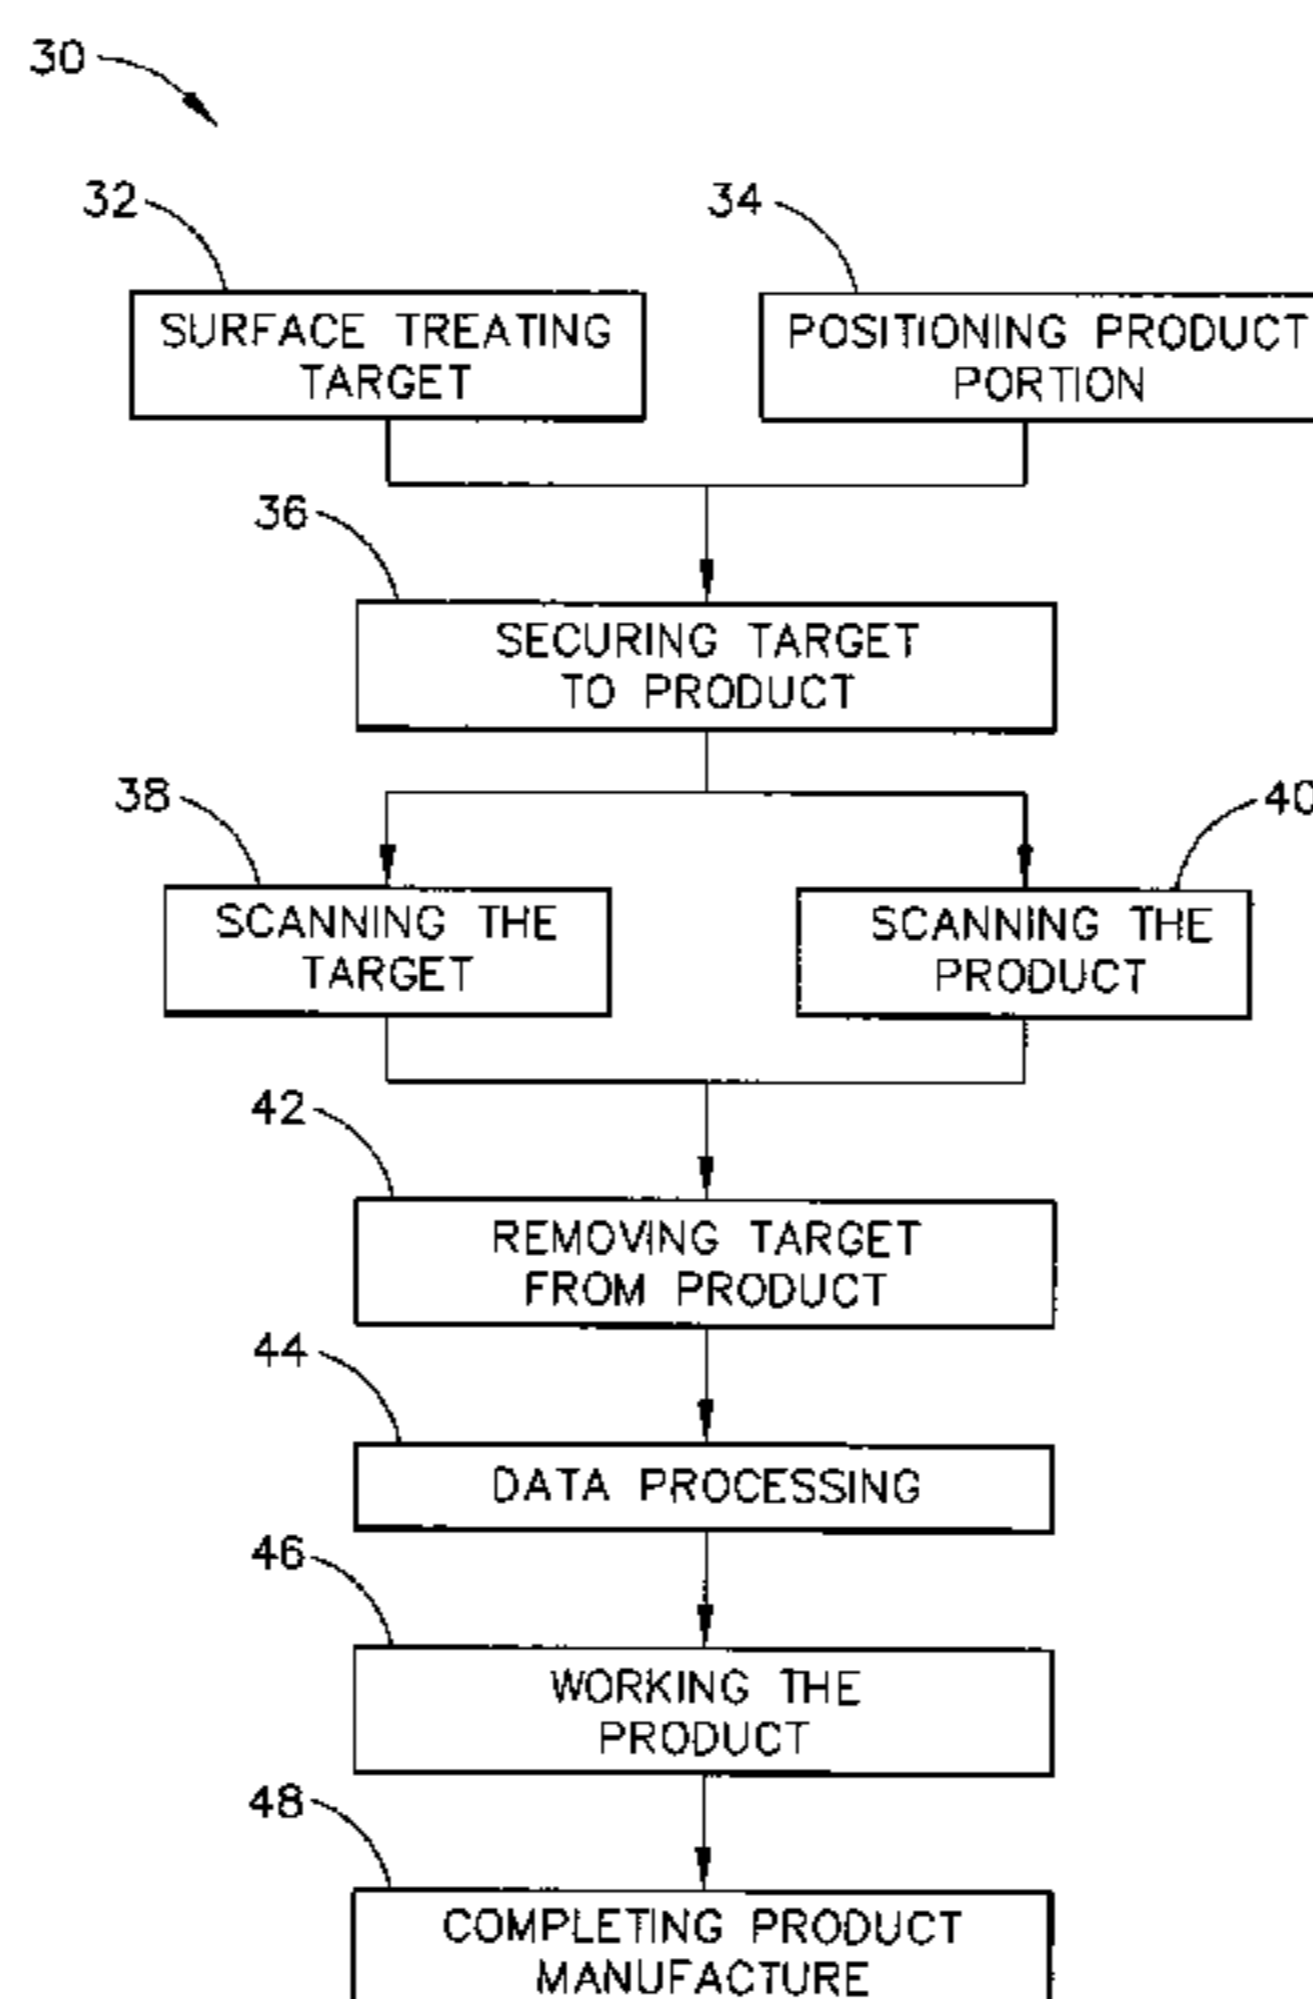 30
32
34
SURFACE TREATING
TARGET
POSITIONING PRODUCT
PORTION
36
SECURING TARGET
TO PRODUCT
38
40
SCANNING THE
TARGET
SCANNING THE
PRODUCT
42
REMOVING TARGET
FROM PRODUCT
44
DATA PROCESSING
46
WORKING THE
PRODUCT
48
COMPLETING PRODUCT
MANUFACTURE